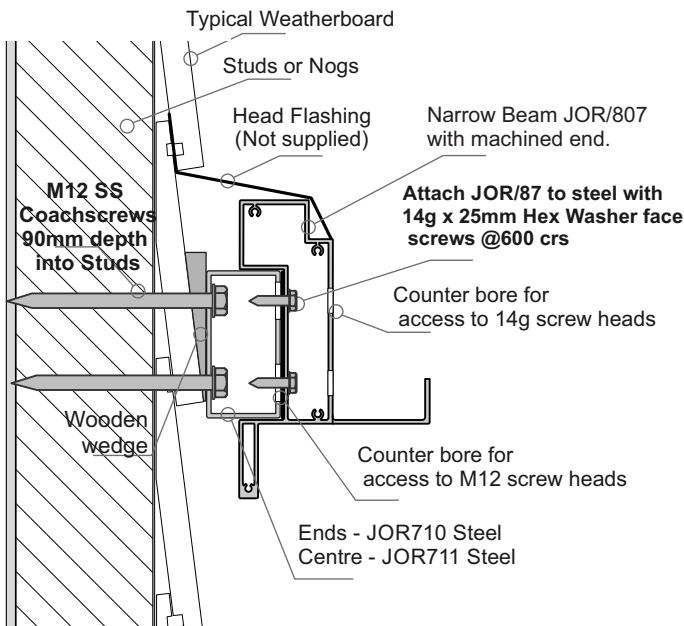 Typical Weatherboard
Studs or Nogs
Head Flashing
(Not supplied)
Narrow Beam JOR/807
with machined end.
M12 SS
Coachscrews
90mm depth
into Studs
Attach JOR/87 to steel with
14g x 25mm Hex Washer face
screws @600 crs
Counter bore for
access to 14g screw heads
Wooden
wedge
Counter bore for
access to M12 screw heads
Ends - JOR710 Steel
Centre - JOR711 Steel